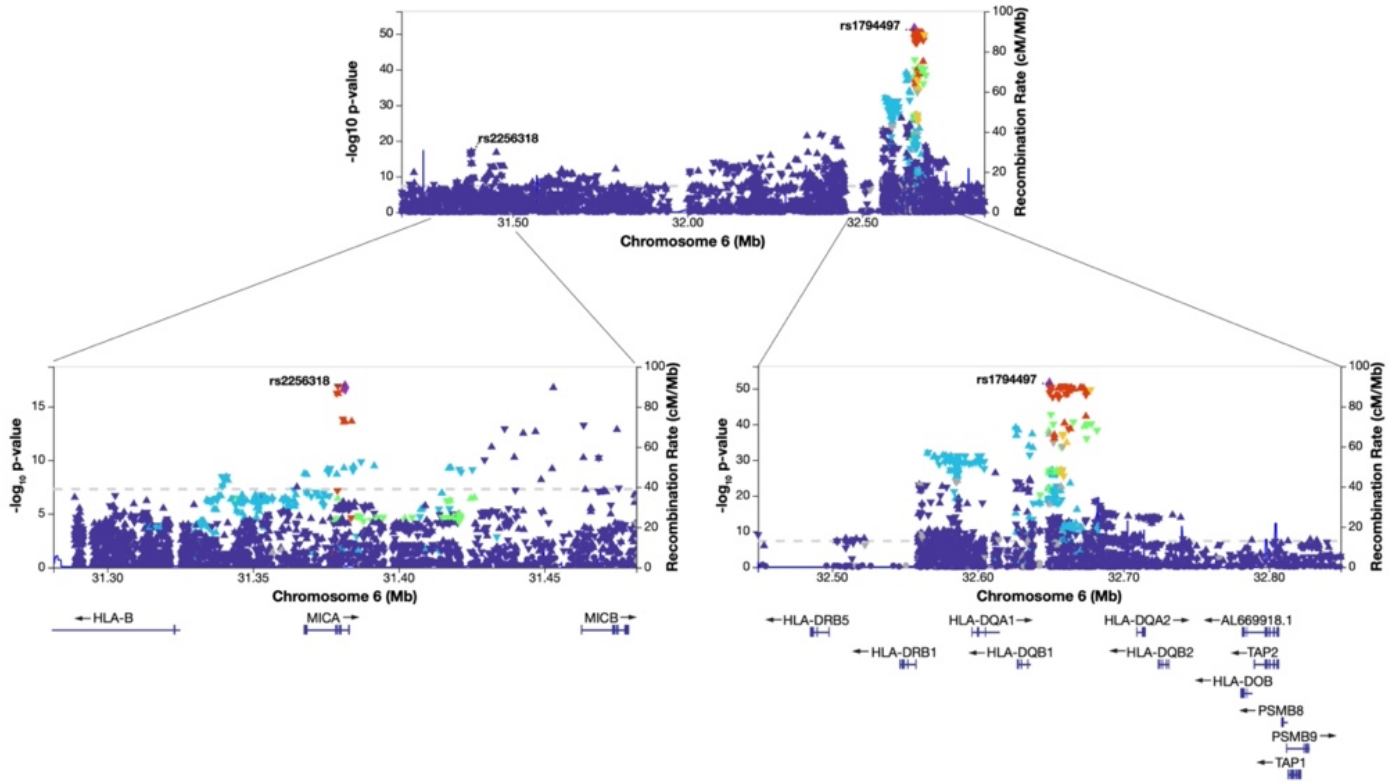 rs1794497
rs2256318
-log10 p-value
Recombination Rate (cM/Mb)
50
40
30
20
10
0
100
80
60
40
20
0
31.50
32.00
32.50
Chromosome 6 (Mb)
rs2256318
-log10 p-value
Recombination Rate (cM/Mb)
15
10
5
0
100
80
60
40
20
0
31.30
31.35
31.40
31.45
Chromosome 6 (Mb)
←HLA-B
MICA→
MICB→
rs1794497
-log10 p-value
Recombination Rate (cM/Mb)
50
40
30
20
10
0
100
80
60
40
20
0
32.50
32.60
32.70
32.80
Chromosome 6 (Mb)
←HLA-DRB5
HLA-DQA1→
HLA-DQA2→
←AL669918.1
←HLA-DRB1
←HLA-DQB1
←HLA-DQB2
←TAP2
←HLA-DOB
←PSMB8
PSMB9→
←TAP1